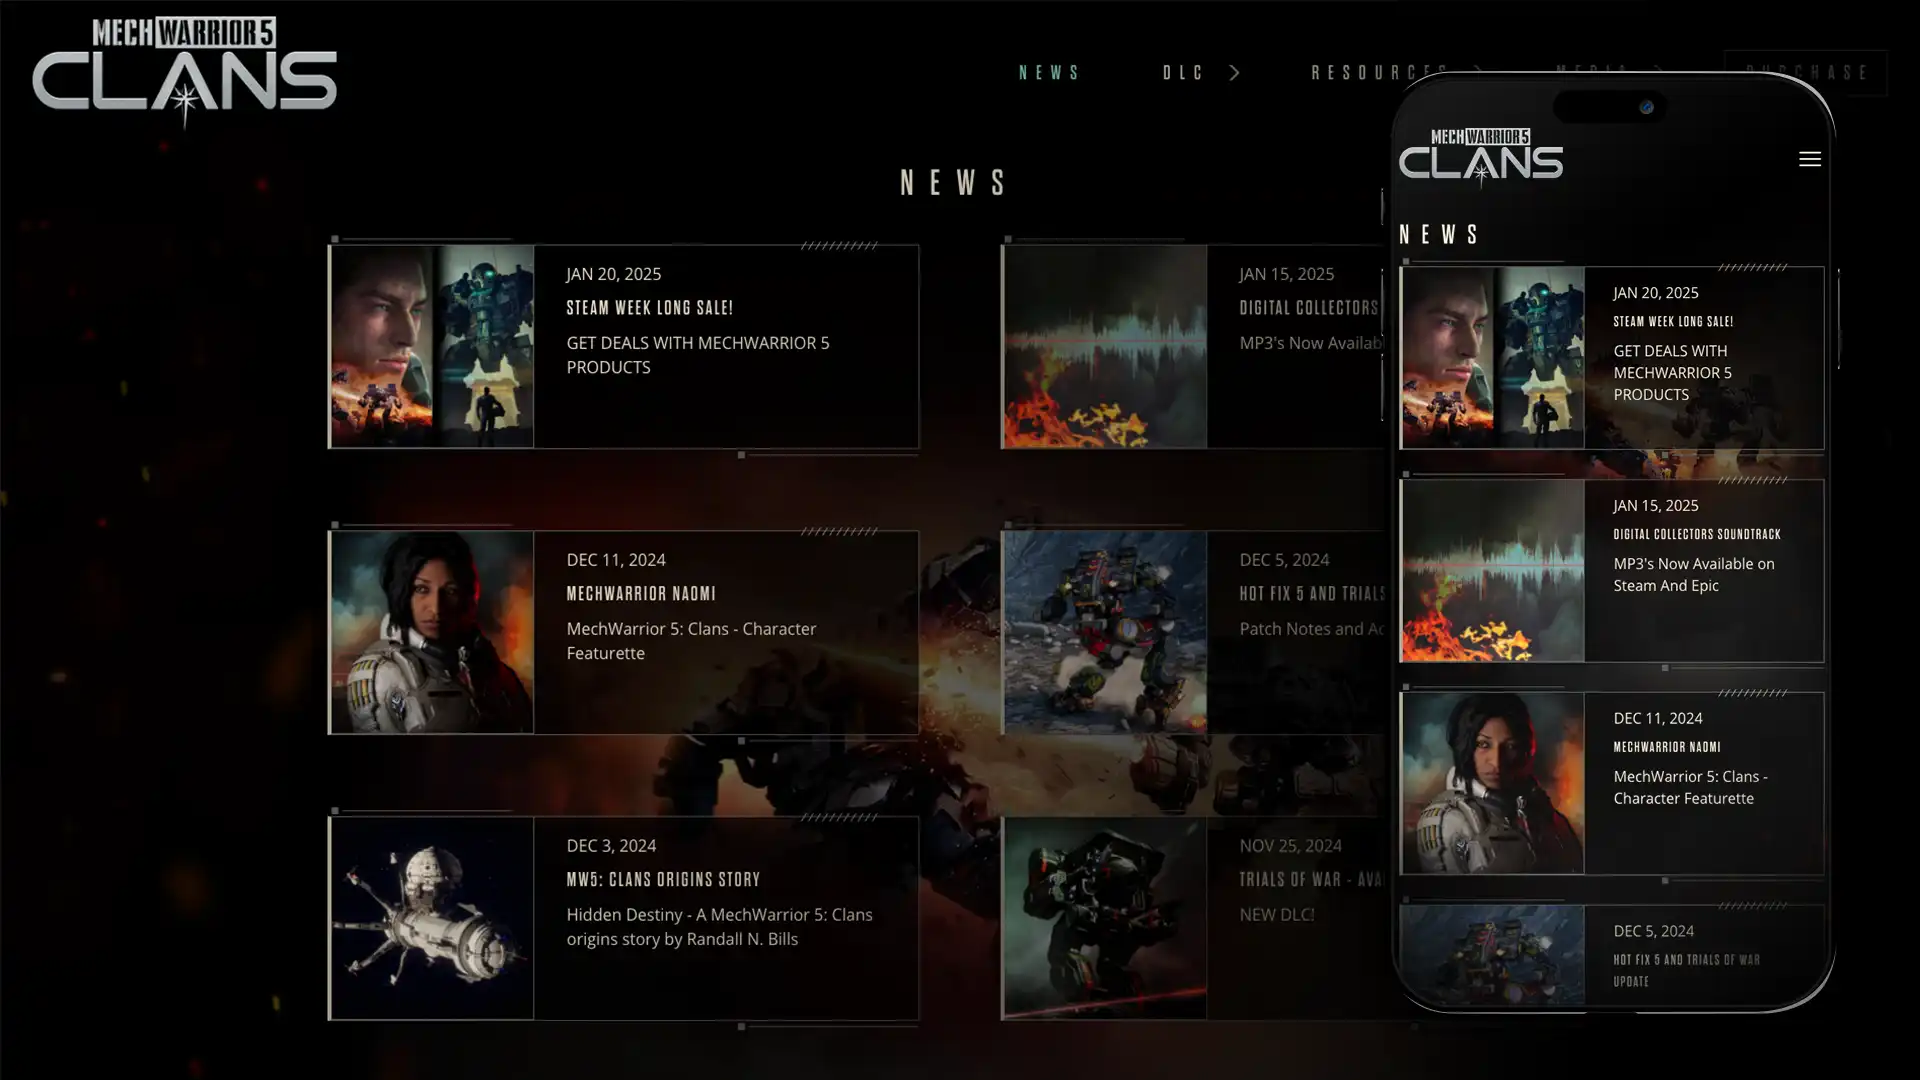 MECHWARRIOR 5
CLANS
NEWS
DLC
RESOURCES
MEDIA
PURCHASE
NEWS
JAN 20, 2025
STEAM WEEK LONG SALE!
GET DEALS WITH MECHWARRIOR 5
PRODUCTS
JAN 15, 2025
DIGITAL COLLECTORS
MP3's Now Availab
DEC 11, 2024
MECHWARRIOR NAOMI
MechWarrior 5: Clans - Character
Featurette
DEC 5, 2024
HOT FIX 5 AND TRIALS
Patch Notes and Ad
DEC 3, 2024
MW5: CLANS ORIGINS STORY
Hidden Destiny - A MechWarrior 5: Clans
origins story by Randall N. Bills
NOV 25, 2024
TRIALS OF WAR - AVA
NEW DLC!
MECHWARRIOR 5
CLANS
NEWS
JAN 20, 2025
STEAM WEEK LONG SALE!
GET DEALS WITH
MECHWARRIOR 5
PRODUCTS
JAN 15, 2025
DIGITAL COLLECTORS SOUNDTRACK
MP3's Now Available on
Steam And Epic
DEC 11, 2024
MECHWARRIOR NAOMI
MechWarrior 5: Clans -
Character Featurette
DEC 5, 2024
HOT FIX 5 AND TRIALS OF WAR
UPDATE